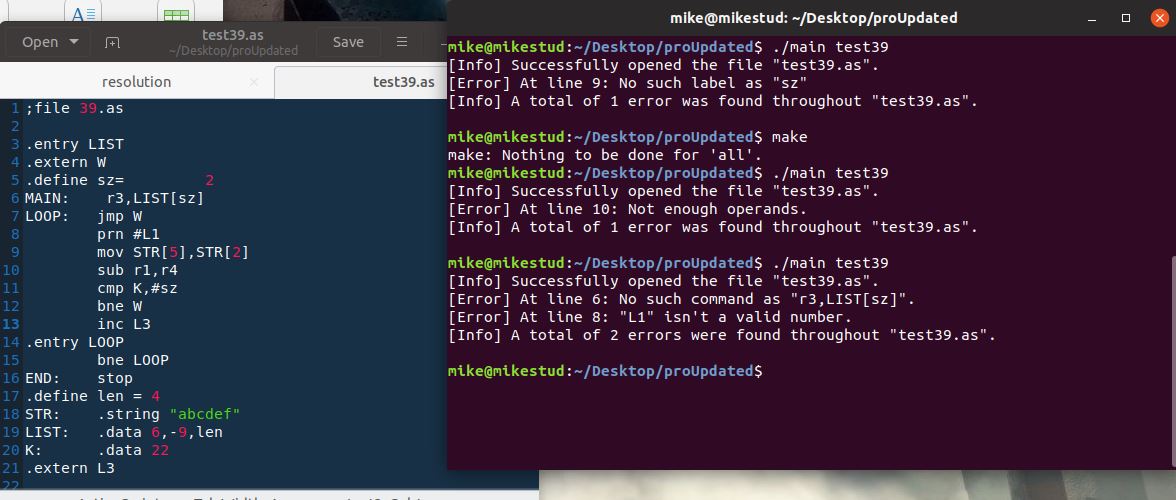 Open
test39.as
~/Desktop/proUpdated
Save
resolution
test39.as
1 ;file 39.as
2
3 .entry LIST
4 .extern W
5 .define sz=         2
6 MAIN:    r3,LIST[sz]
7 LOOP:   jmp W
8         prn #L1
9         mov STR[5],STR[2]
10         sub r1,r4
11         cmp K,#sz
12         bne W
13         inc L3
14 .entry LOOP
15         bne LOOP
16 END:    stop
17 .define len = 4
18 STR:    .string "abcdef"
19 LIST:   .data 6,-9,len
20 K:      .data 22
21 .extern L3
22
mike@mikestud: ~/Desktop/proUpdated
mike@mikestud:~/Desktop/proUpdated$ ./main test39
[Info] Successfully opened the file "test39.as".
[Error] At line 9: No such label as "sz"
[Info] A total of 1 error was found throughout "test39.as".
mike@mikestud:~/Desktop/proUpdated$ make
make: Nothing to be done for 'all'.
mike@mikestud:~/Desktop/proUpdated$ ./main test39
[Info] Successfully opened the file "test39.as".
[Error] At line 10: Not enough operands.
[Info] A total of 1 error was found throughout "test39.as".
mike@mikestud:~/Desktop/proUpdated$ ./main test39
[Info] Successfully opened the file "test39.as".
[Error] At line 6: No such command as "r3,LIST[sz]".
[Error] At line 8: "L1" isn't a valid number.
[Info] A total of 2 errors were found throughout "test39.as".
mike@mikestud:~/Desktop/proUpdated$